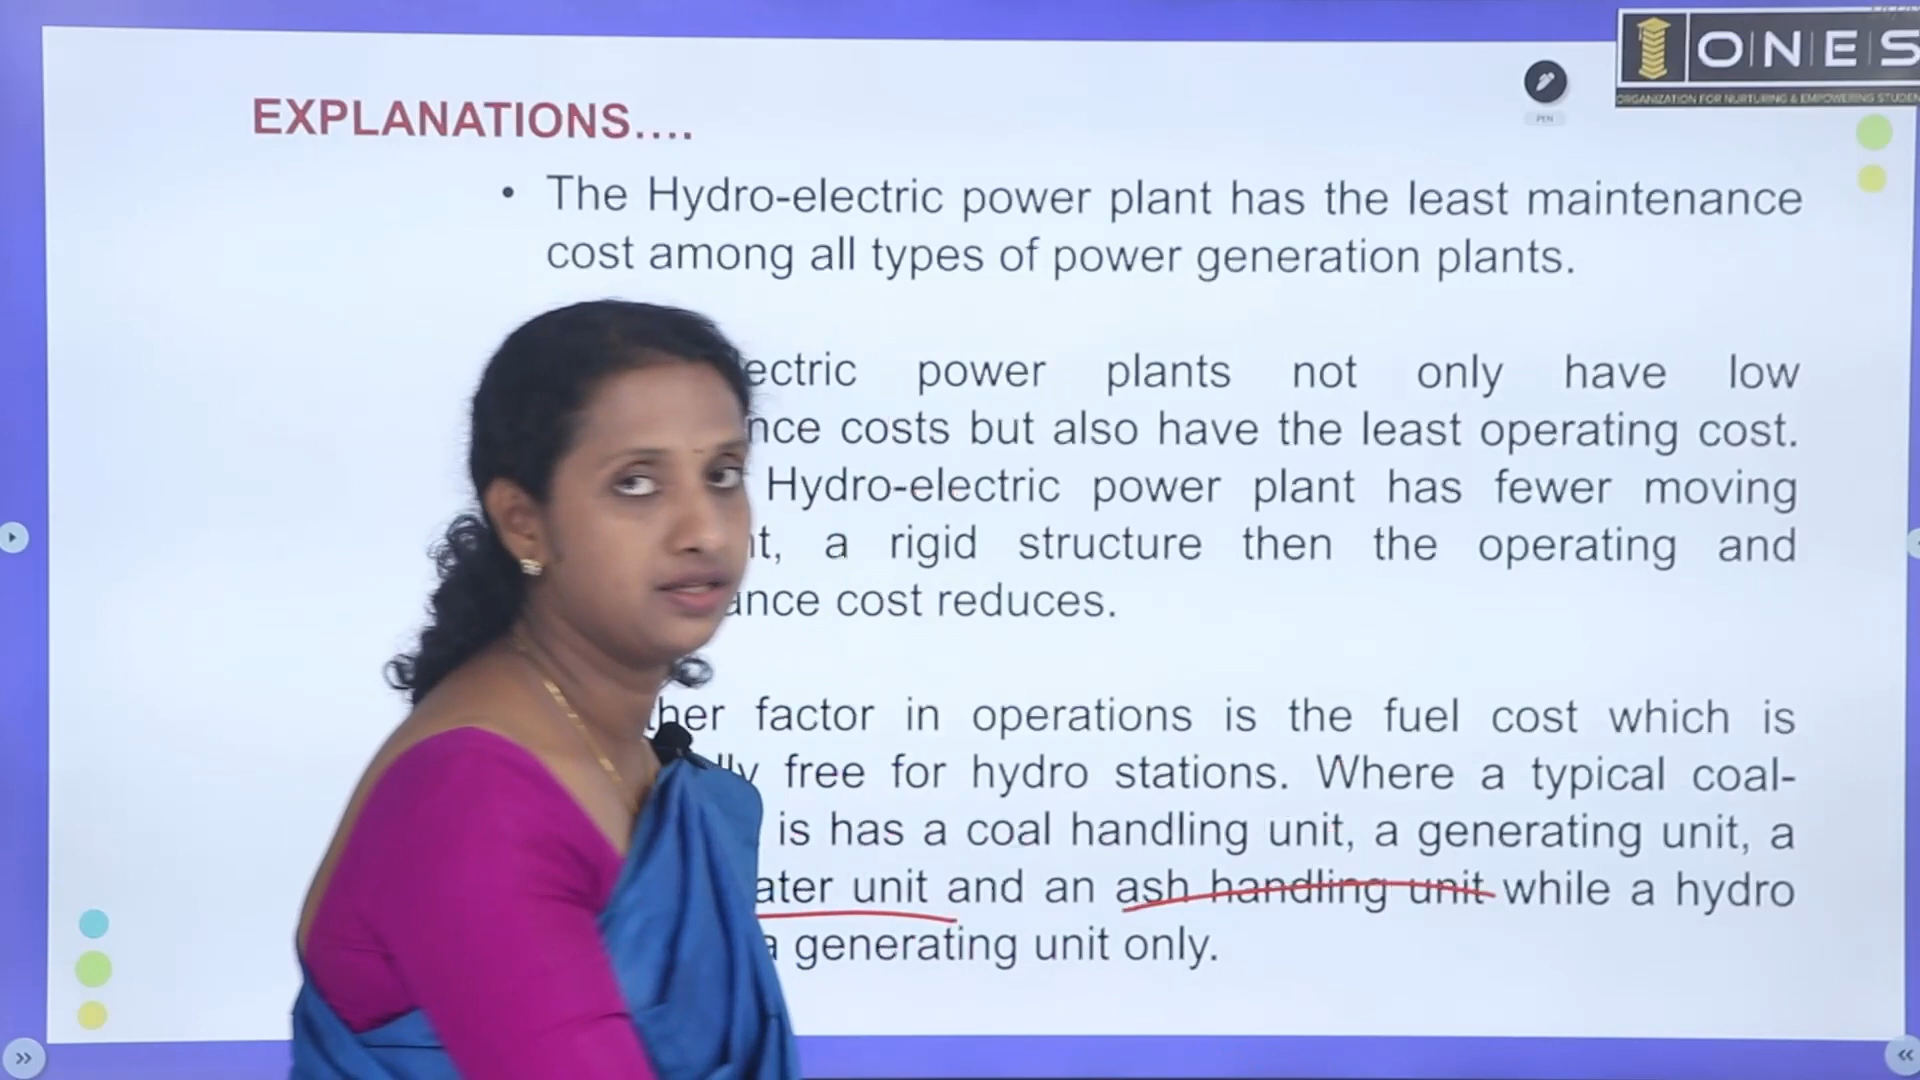 ONES
ORGANIZATION FOR NURTURING & EMPOWERING STUDEN
PEN
EXPLANATIONS....
• The Hydro-electric power plant has the least maintenance
cost among all types of power generation plants.
ectric power plants not only have low
nce costs but also have the least operating cost.
Hydro-electric power plant has fewer moving
t, a rigid structure then the operating and
ance cost reduces.
her factor in operations is the fuel cost which is
lly free for hydro stations. Where a typical coal-
is has a coal handling unit, a generating unit, a
ater unit and an ash handling unit while a hydro
a generating unit only.